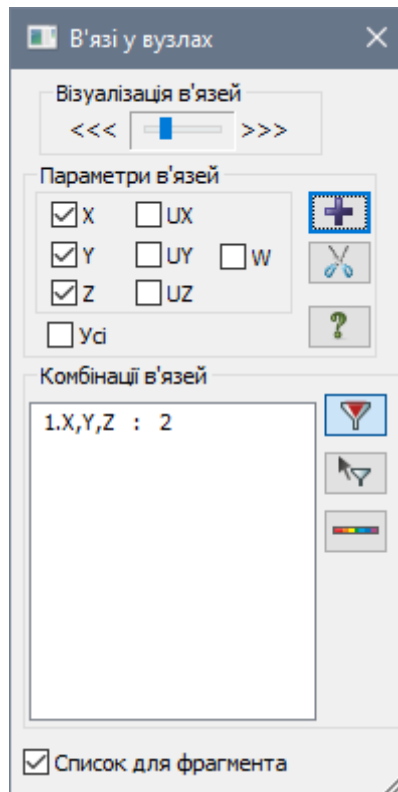 В'язі у вузлах
Візуалізація в'язей
<<< >>>
Параметри в'язей
X UX
Y UY W
Z UZ
Усі
Комбінації в'язей
1.X,Y,Z : 2
Список для фрагмента